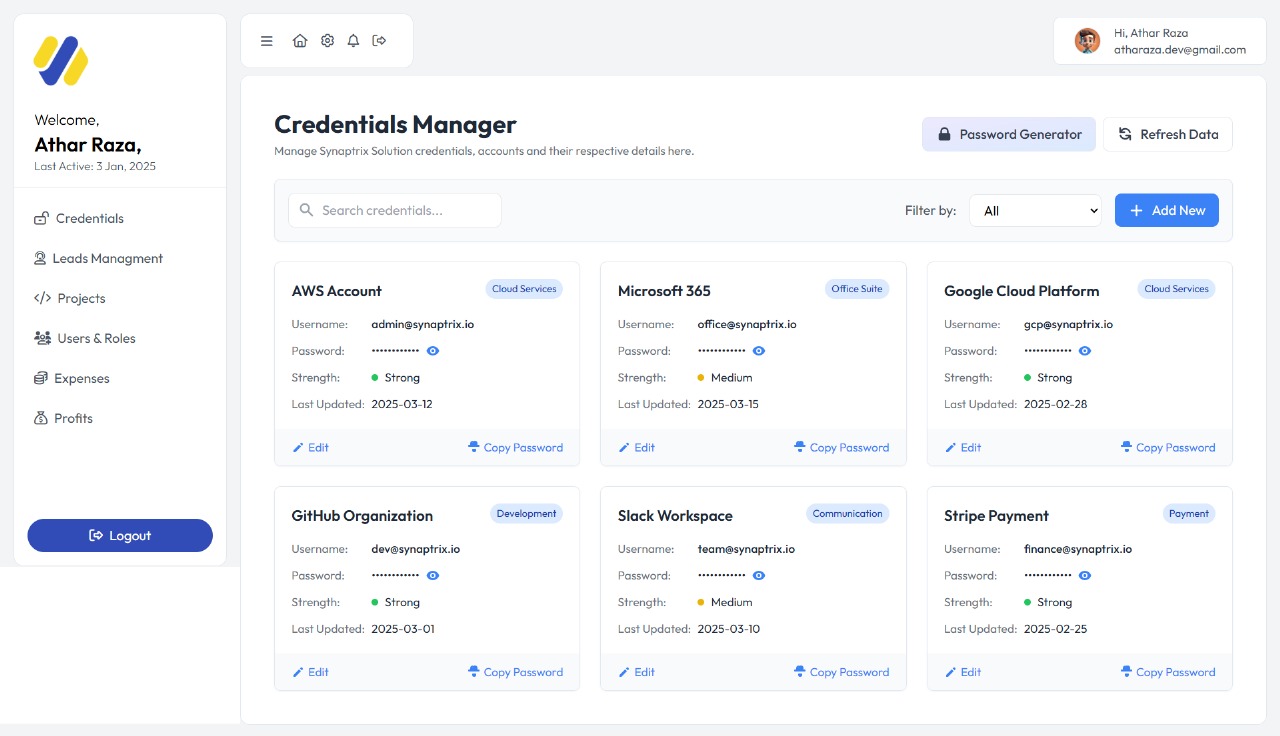 Welcome,
Athar Raza,
Last Active: 3 Jan, 2025
Credentials
Leads Managment
Projects
Users & Roles
Expenses
Profits
Logout
Hi, Athar Raza
atharaza.dev@gmail.com
Credentials Manager
Manage Synaptrix Solution credentials, accounts and their respective details here.
Password Generator
Refresh Data
Search credentials...
Filter by:
All
Add New
AWS Account
Cloud Services
Username: admin@synaptrix.io
Password: ••••••••••••
Strength: Strong
Last Updated: 2025-03-12
Edit
Copy Password
Microsoft 365
Office Suite
Username: office@synaptrix.io
Password: ••••••••••••
Strength: Medium
Last Updated: 2025-03-15
Edit
Copy Password
Google Cloud Platform
Cloud Services
Username: gcp@synaptrix.io
Password: ••••••••••••
Strength: Strong
Last Updated: 2025-02-28
Edit
Copy Password
GitHub Organization
Development
Username: dev@synaptrix.io
Password: ••••••••••••
Strength: Strong
Last Updated: 2025-03-01
Edit
Copy Password
Slack Workspace
Communication
Username: team@synaptrix.io
Password: ••••••••••••
Strength: Medium
Last Updated: 2025-03-10
Edit
Copy Password
Stripe Payment
Payment
Username: finance@synaptrix.io
Password: ••••••••••••
Strength: Strong
Last Updated: 2025-02-25
Edit
Copy Password